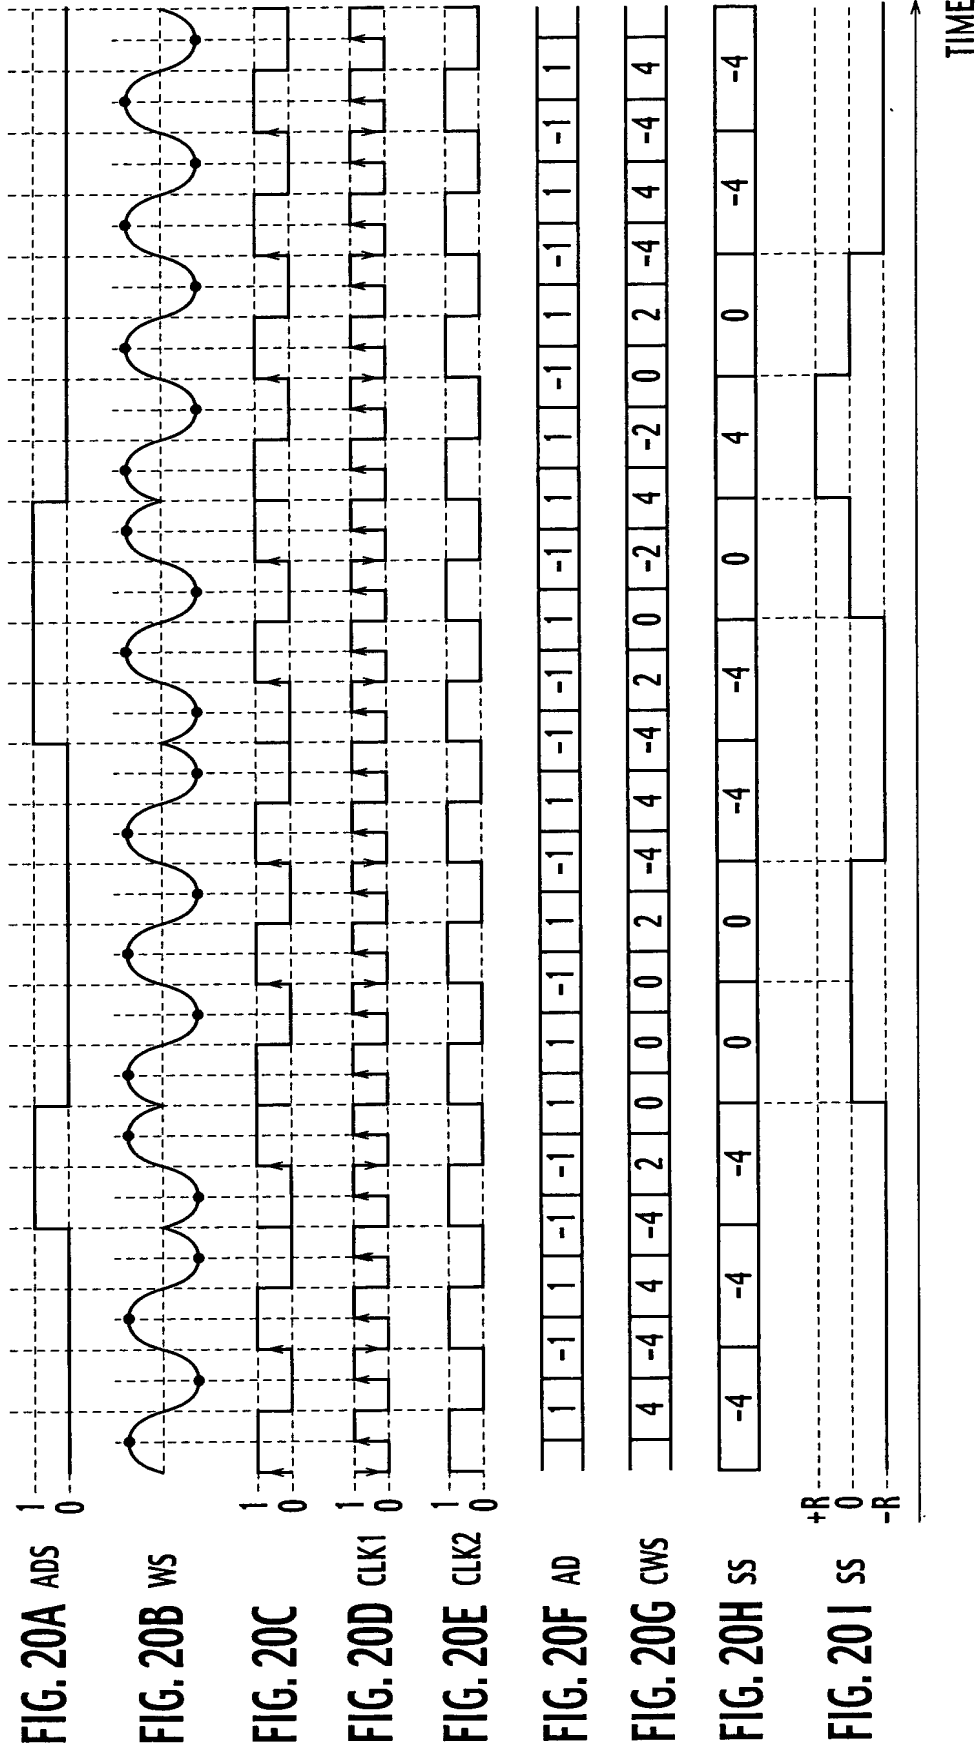 FIG. 20A ADS 1 0
FIG. 20B WS
FIG. 20C 1 0
FIG. 20D CLK1 1 0
FIG. 20E CLK2 1 0
FIG. 20F AD 1 -1 1 -1 -1 1 1 -1 1 -1 1 -1 -1 1 -1 1 1 -1 1 -1 1 -1 1
FIG. 20G CWS 4 -4 4 -4 2 0 0 0 2 -4 4 -4 2 0 -2 4 -2 0 2 -4 4 -4 4
FIG. 20H SS -4 -4 -4 0 0 -4 -4 0 4 0 -4 -4
FIG. 20I SS +R 0 -R
TIME